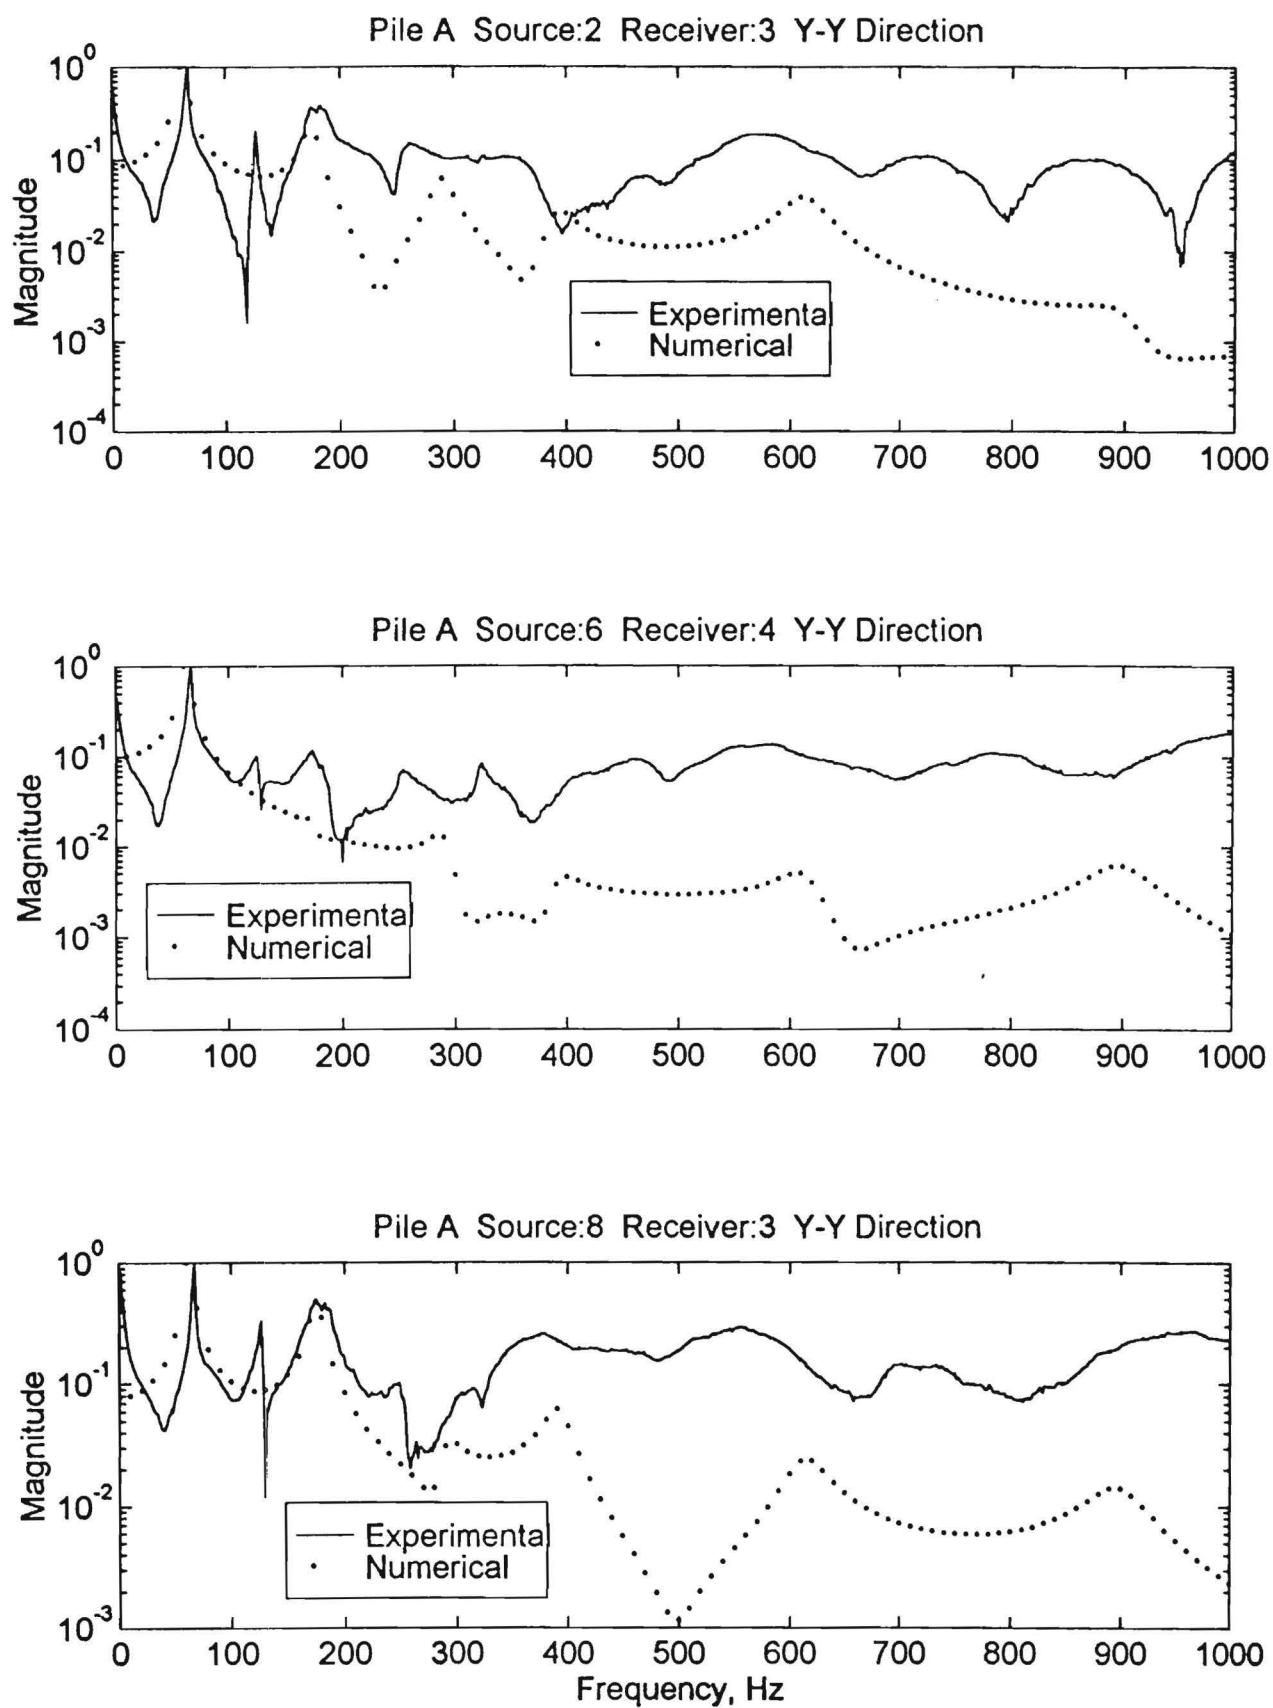 Pile A Source:2 Receiver:3 Y-Y Direction
10^0
10^-1
10^-2
10^-3
10^-4
Magnitude
Experimental
Numerical
0 100 200 300 400 500 600 700 800 900 1000
Pile A Source:6 Receiver:4 Y-Y Direction
10^0
10^-1
10^-2
10^-3
10^-4
Magnitude
Experimental
Numerical
0 100 200 300 400 500 600 700 800 900 1000
Pile A Source:8 Receiver:3 Y-Y Direction
10^0
10^-1
10^-2
10^-3
Magnitude
Experimental
Numerical
0 100 200 300 400 500 600 700 800 900 1000
Frequency, Hz